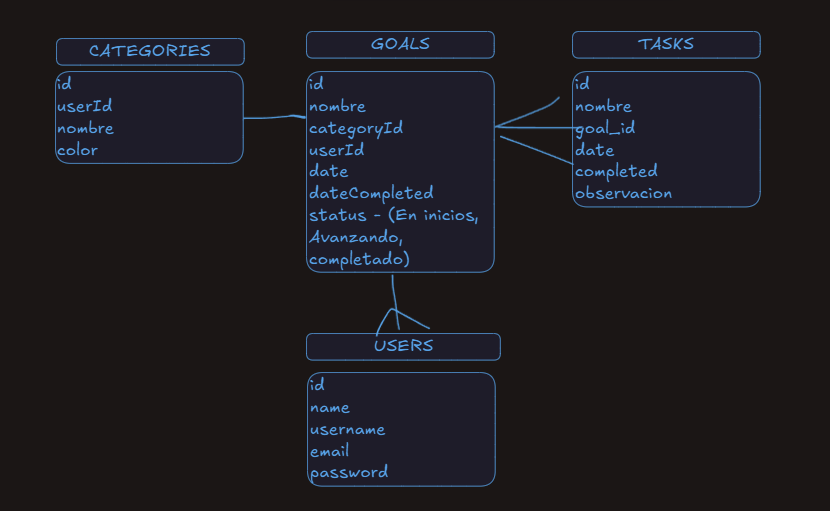 CATEGORIES
id
userId
nombre
color
GOALS
id
nombre
categoryId
userId
date
dateCompleted
status - (En inicios,
Avanzando,
completado)
TASKS
id
nombre
goal_id
date
completed
observacion
USERS
id
name
username
email
password